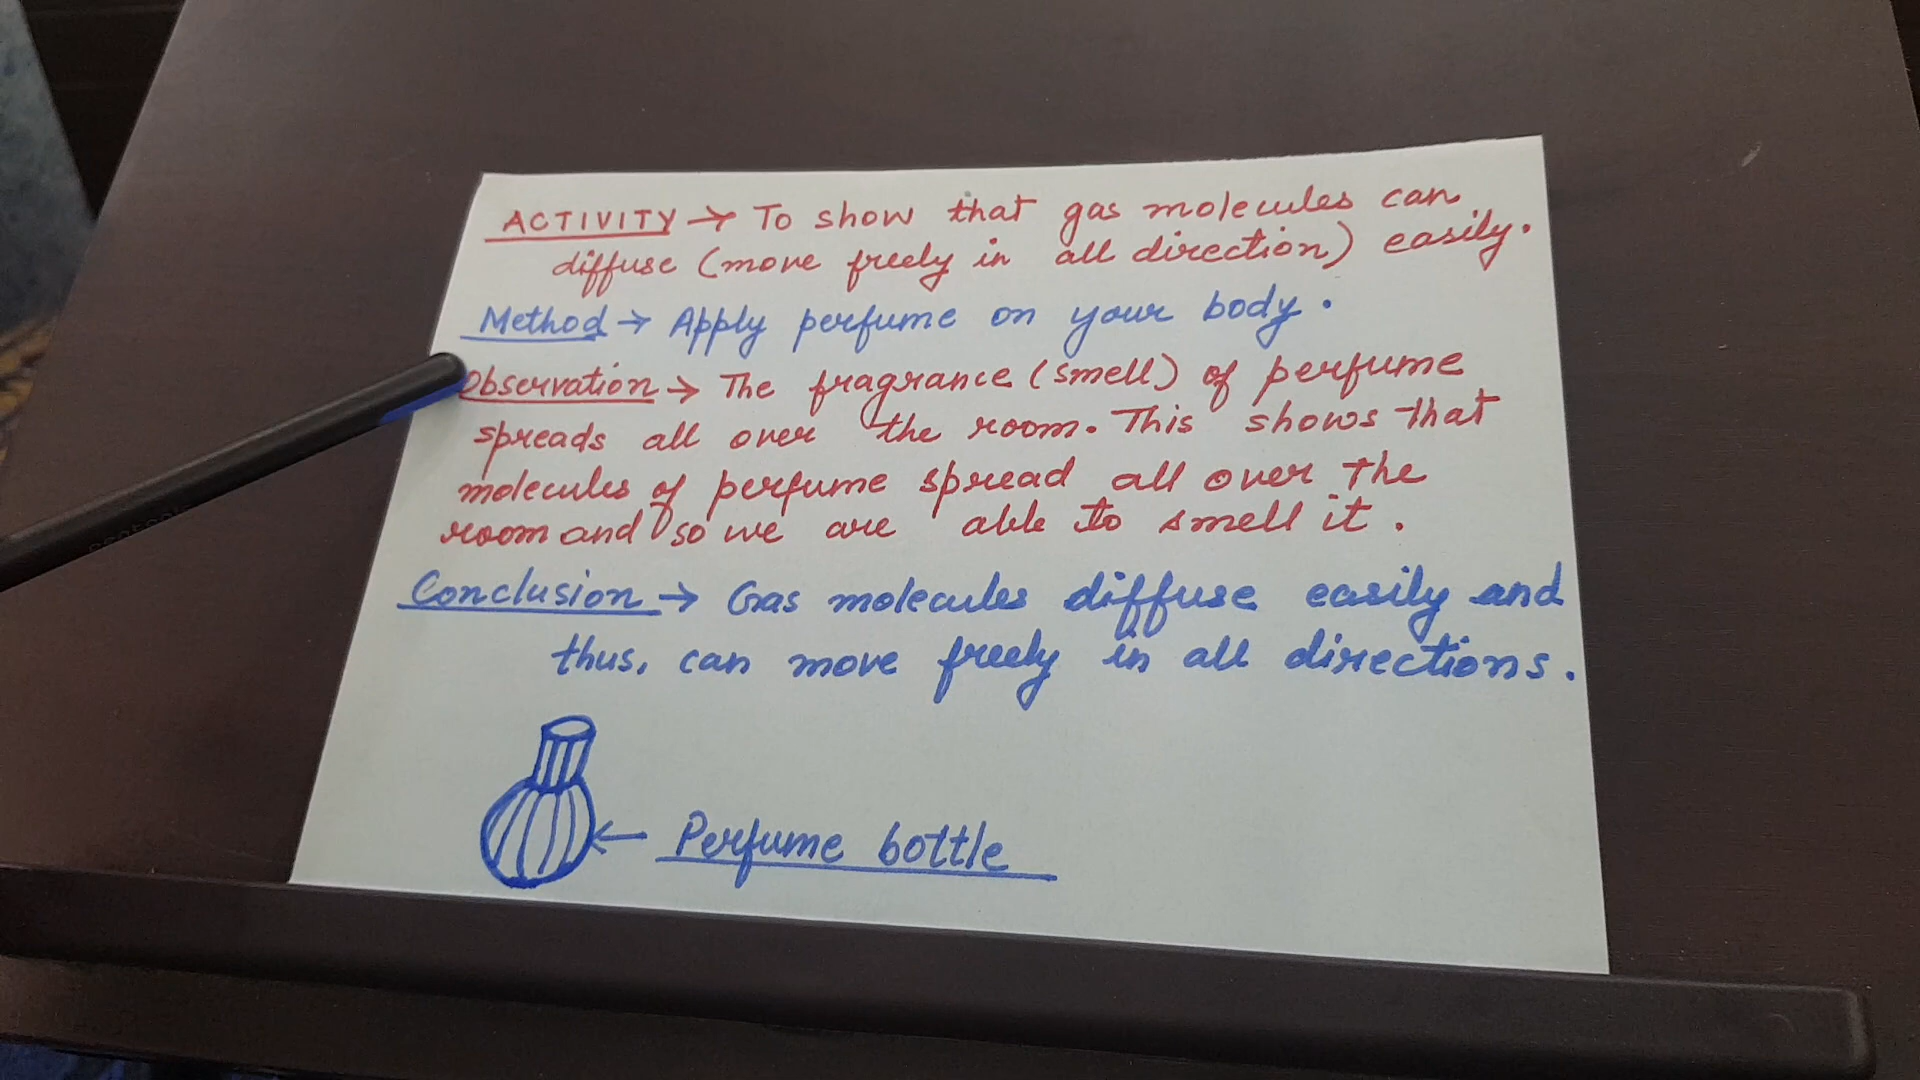 ACTIVITY → To show that gas molecules can
diffuse (move freely in all direction) easily.
Method → Apply perfume on your body.
Observation → The fragrance (smell) of perfume
spreads all over the room. This shows that
molecules of perfume spread all over the
room and so we are able to smell it.
Conclusion → Gas molecules diffuse easily and
thus, can move freely in all directions.
← Perfume bottle